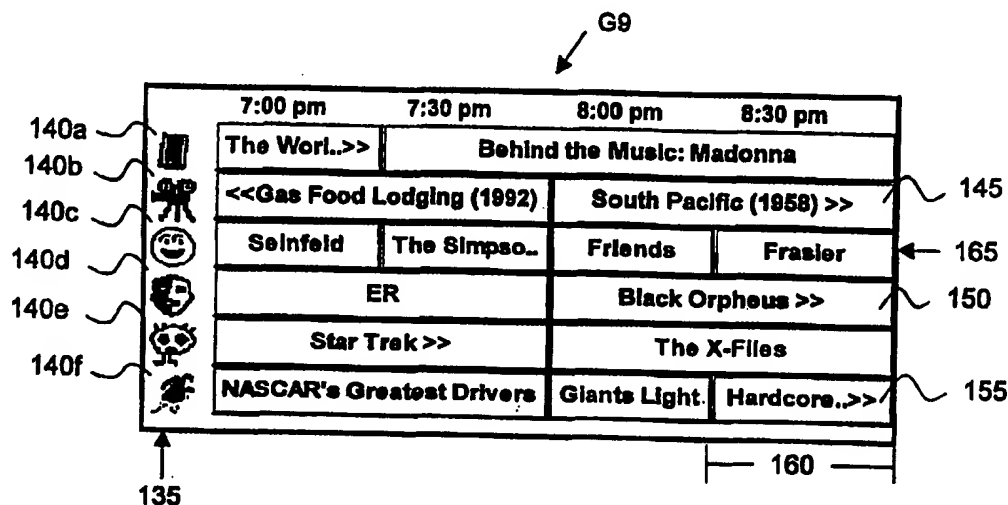 G9
7:00 pm 7:30 pm 8:00 pm 8:30 pm
140a
The Worl..>> Behind the Music: Madonna
140b
<<Gas Food Lodging (1992) South Pacific (1958) >> 145
140c
Seinfeld The Simpso.. Friends Frasier 165
140d
ER Black Orpheus >> 150
140e
Star Trek >> The X-Files
140f
NASCAR's Greatest Drivers Giants Light. Hardcore..>> 155
160
135